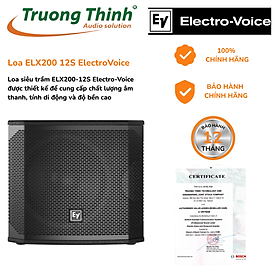 Truong Thinh
Audio solution
EV Electro-Voice
Loa ELX200 12S ElectroVoice
Loa siêu trầm ELX200-12S Electro-Voice
được thiết kế để cung cấp chất lượng âm
thanh, tính di động và độ bền cao
100%
CHÍNH HÃNG
BẢO HÀNH
CHÍNH HÃNG
BẢO HÀNH
12
THÁNG
EV
CERTIFICATE
BOSCH